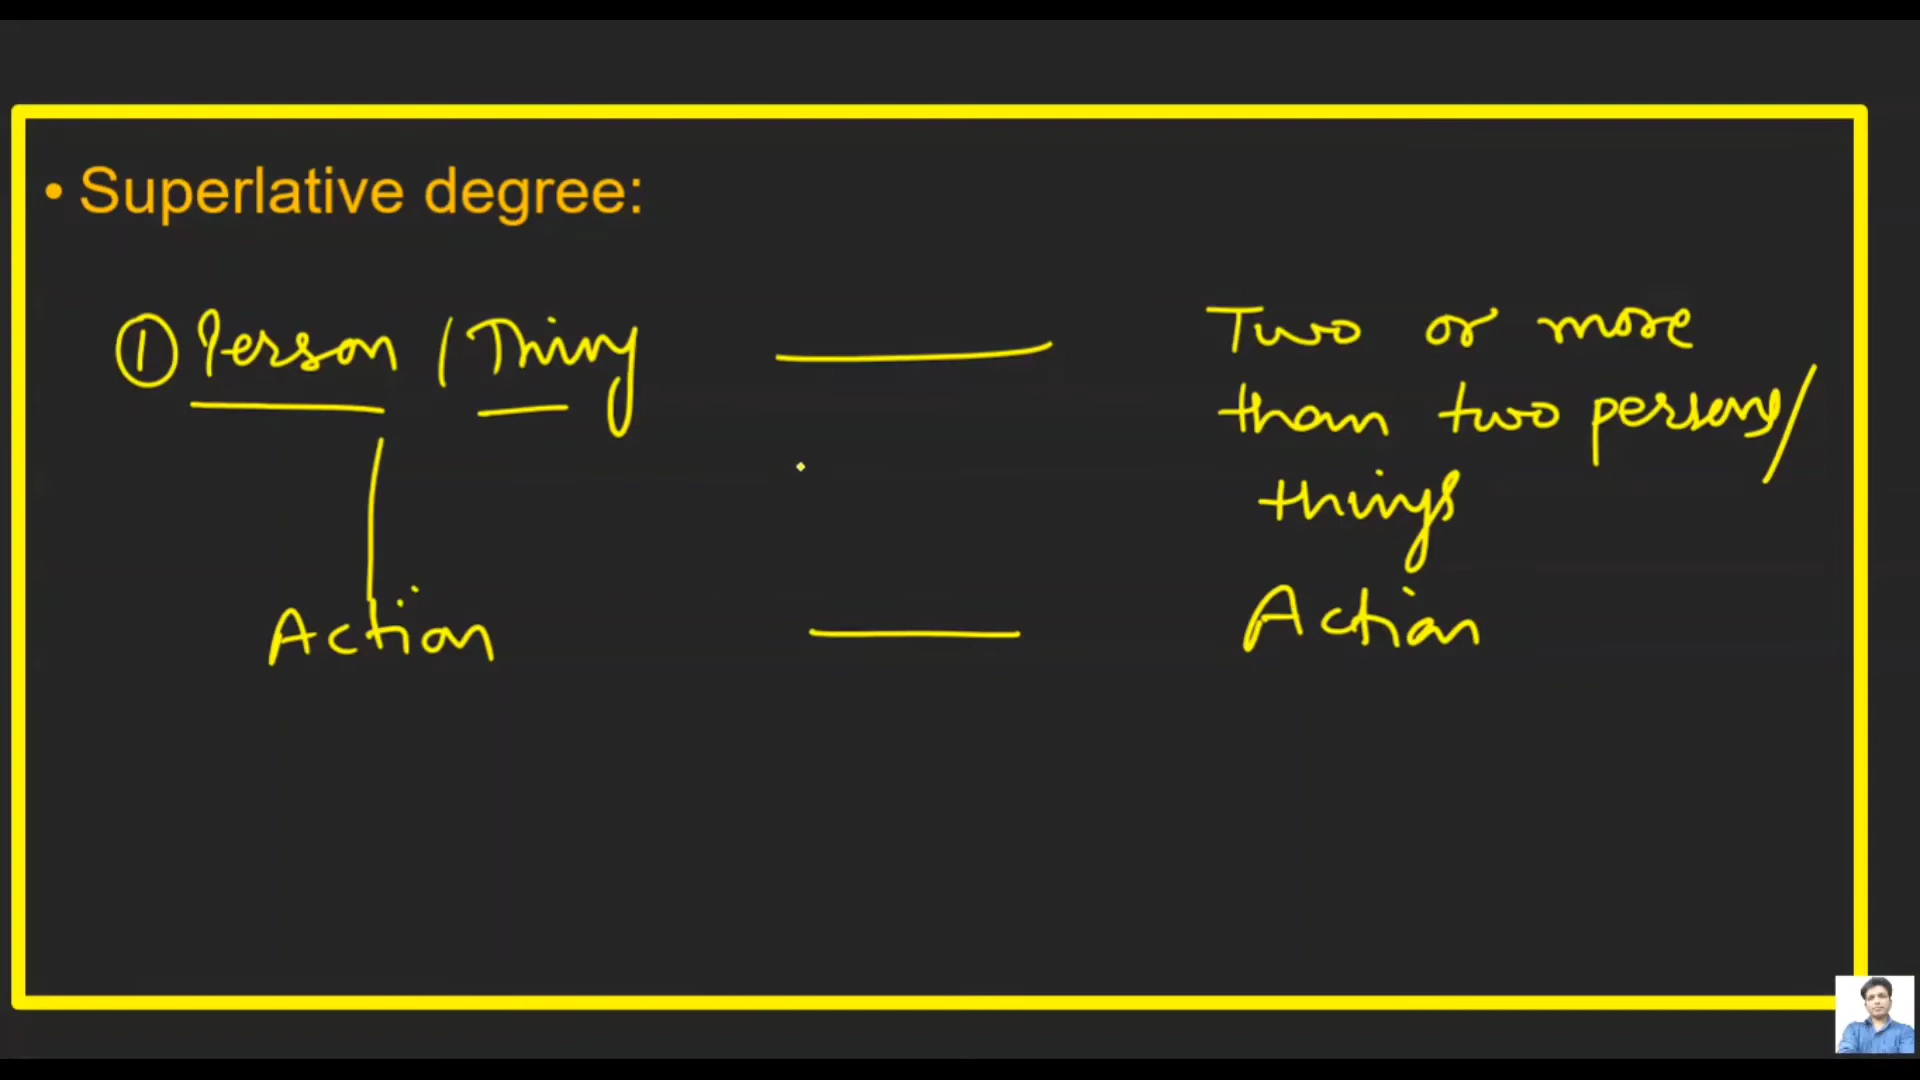 • Superlative degree:
① Person / Thing ——— Two or more
than two persons/
things
Action ——— Action